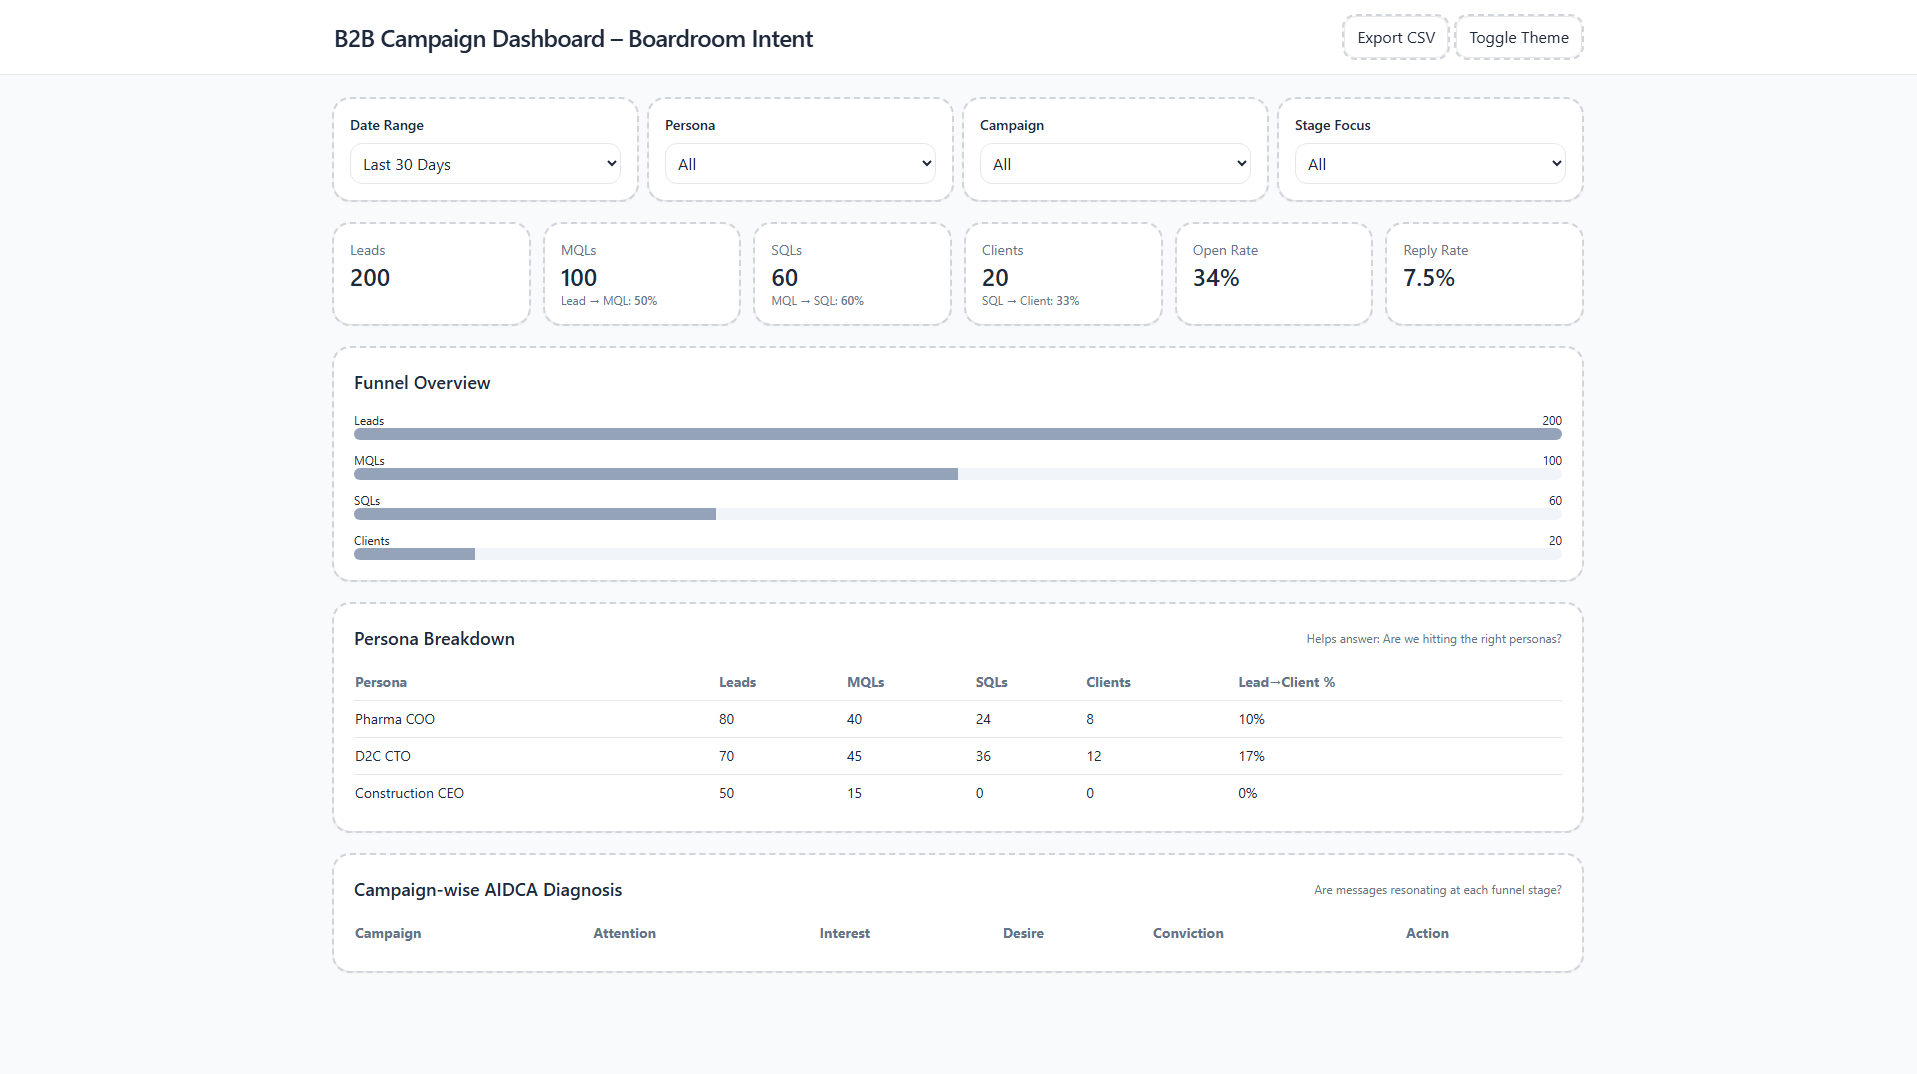 B2B Campaign Dashboard – Boardroom Intent
Export CSV
Toggle Theme
Date Range
Last 30 Days
Persona
All
Campaign
All
Stage Focus
All
Leads
200
MQLs
100
Lead → MQL: 50%
SQLs
60
MQL → SQL: 60%
Clients
20
SQL → Client: 33%
Open Rate
34%
Reply Rate
7.5%
Funnel Overview
Leads 200
MQLs 100
SQLs 60
Clients 20
Persona Breakdown
Helps answer: Are we hitting the right personas?
Persona Leads MQLs SQLs Clients Lead→Client %
Pharma COO 80 40 24 8 10%
D2C CTO 70 45 36 12 17%
Construction CEO 50 15 0 0 0%
Campaign-wise AIDCA Diagnosis
Are messages resonating at each funnel stage?
Campaign Attention Interest Desire Conviction Action